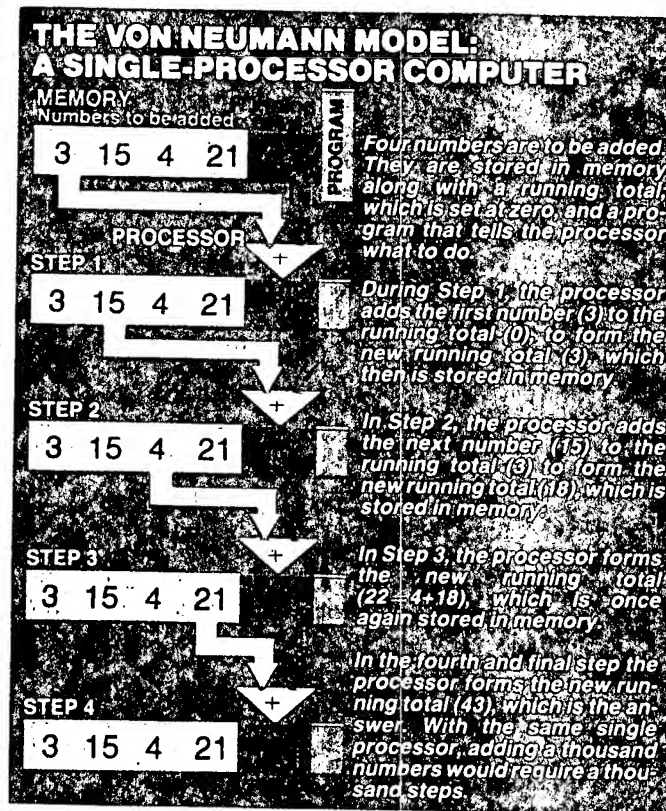 THE VON NEUMANN MODEL:
A SINGLE-PROCESSOR COMPUTER
MEMORY
Numbers to be added
PROGRAM
3 15 4 21
Four numbers are to be added.
They are stored in memory
along with a running total
which is set at zero, and a pro-
gram that tells the processor
what to do.
PROCESSOR
+
STEP 1
3 15 4 21
During Step 1, the processor
adds the first number (3) to the
running total (0), to form the
new running total (3), which
then is stored in memory.
+
STEP 2
3 15 4 21
In Step 2, the processor adds
the next number (15) to the
running total (3) to form the
new running total (18), which is
stored in memory.
+
STEP 3
3 15 4 21
In Step 3, the processor forms
the new running total
(22=4+18), which is once
again stored in memory.
+
STEP 4
3 15 4 21
In the fourth and final step the
processor forms the new run-
ning total (43), which is the an-
swer. With the same single
processor, adding a thousand
numbers would require a thou-
sand steps.